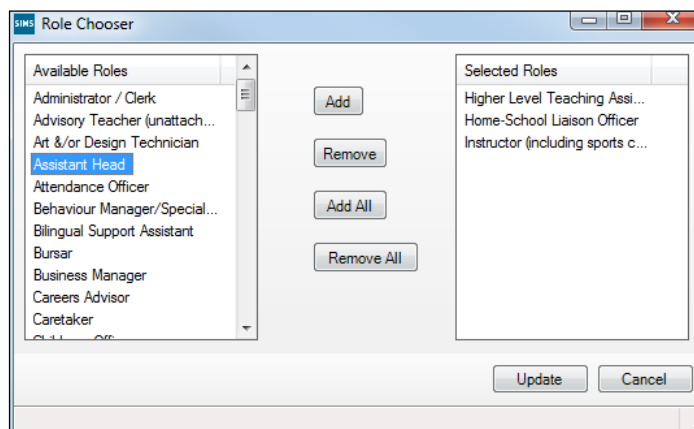 SIMS Role Chooser
Available Roles
Administrator / Clerk
Advisory Teacher (unattach...
Art &/or Design Technician
Assistant Head
Attendance Officer
Behaviour Manager/Special...
Bilingual Support Assistant
Bursar
Business Manager
Careers Advisor
Caretaker
Add
Remove
Add All
Remove All
Selected Roles
Higher Level Teaching Assi...
Home-School Liaison Officer
Instructor (including sports c...
Update
Cancel